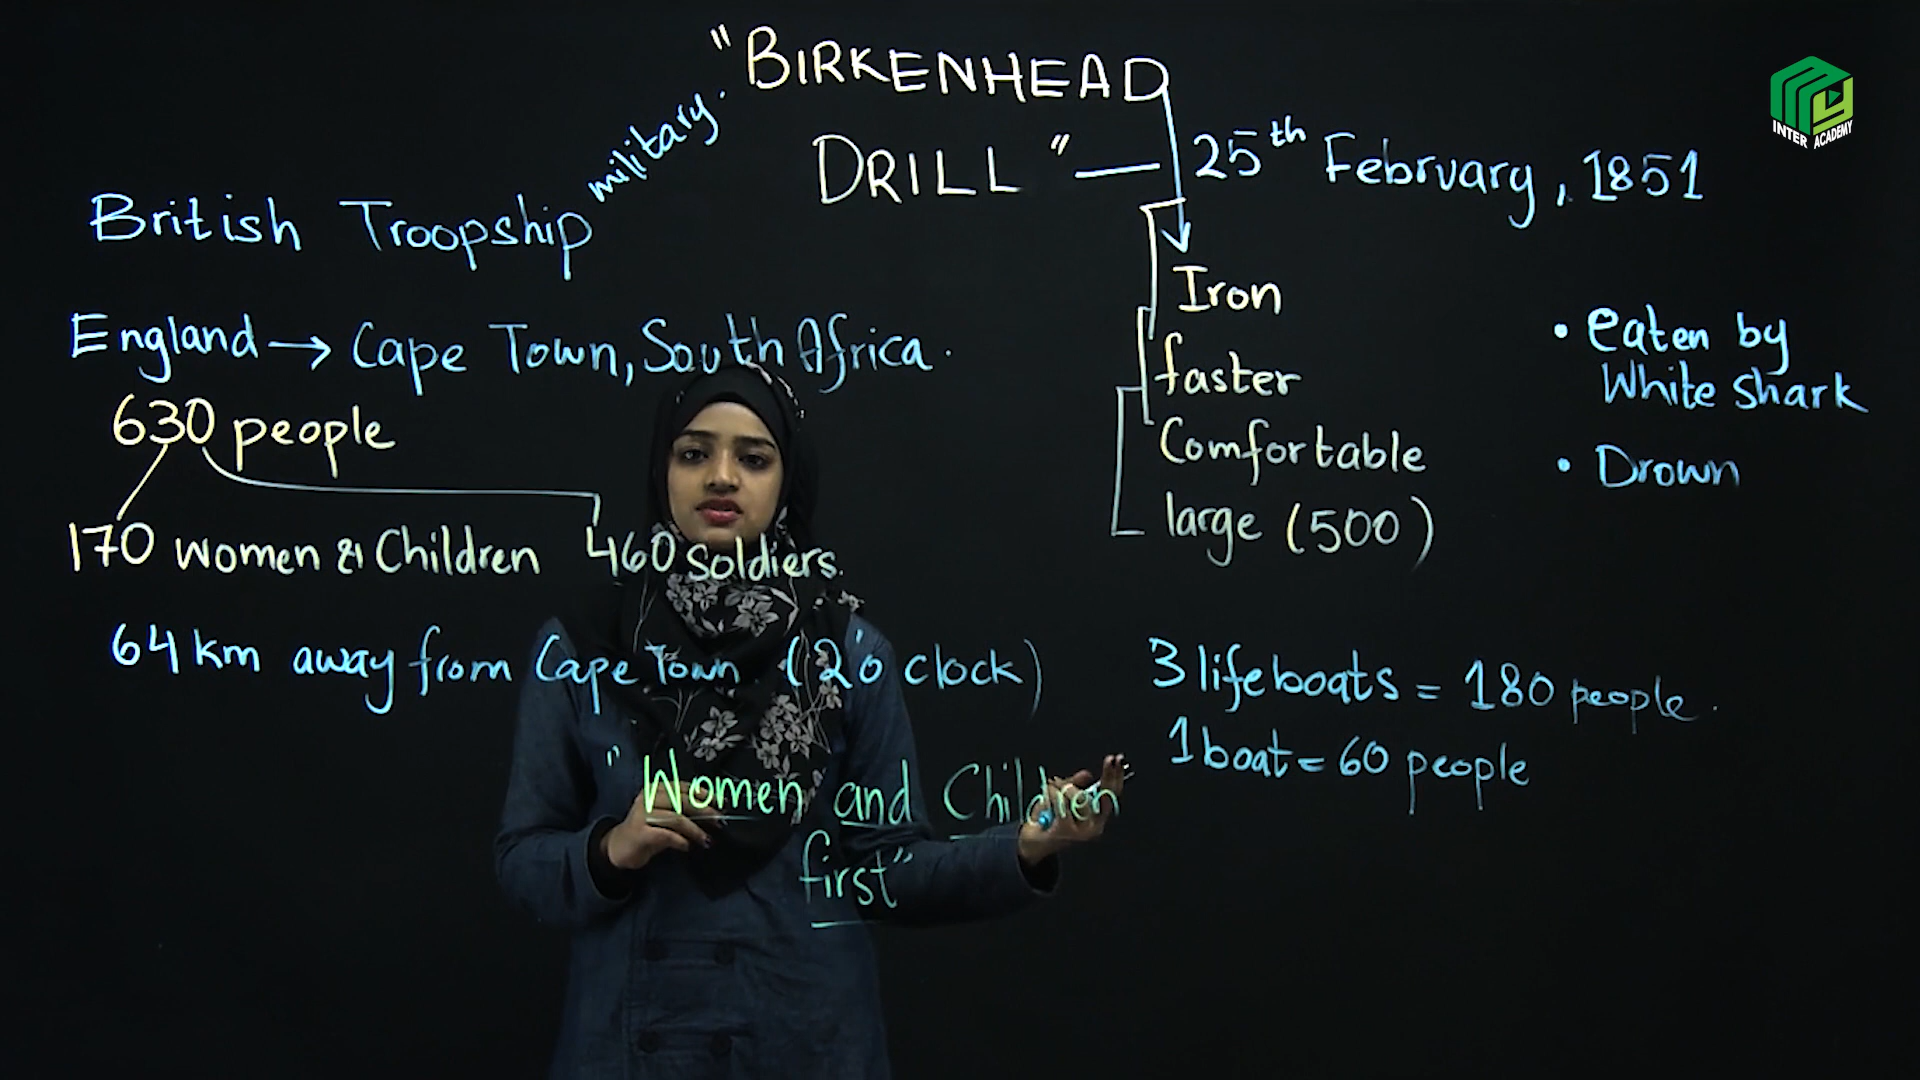 "BIRKENHEAD
DRILL" — 25th February, 1851
British Troopship military.
England → Cape Town, South Africa.
630 people
170 Women & Children 460 Soldiers.
64 km away from Cape Town (2 o'clock)
"Women and Children
first"
Iron
faster
Comfortable
large (500)
• eaten by
White shark
• Drown
3 lifeboats = 180 people.
1 boat = 60 people
INTER ACADEMY